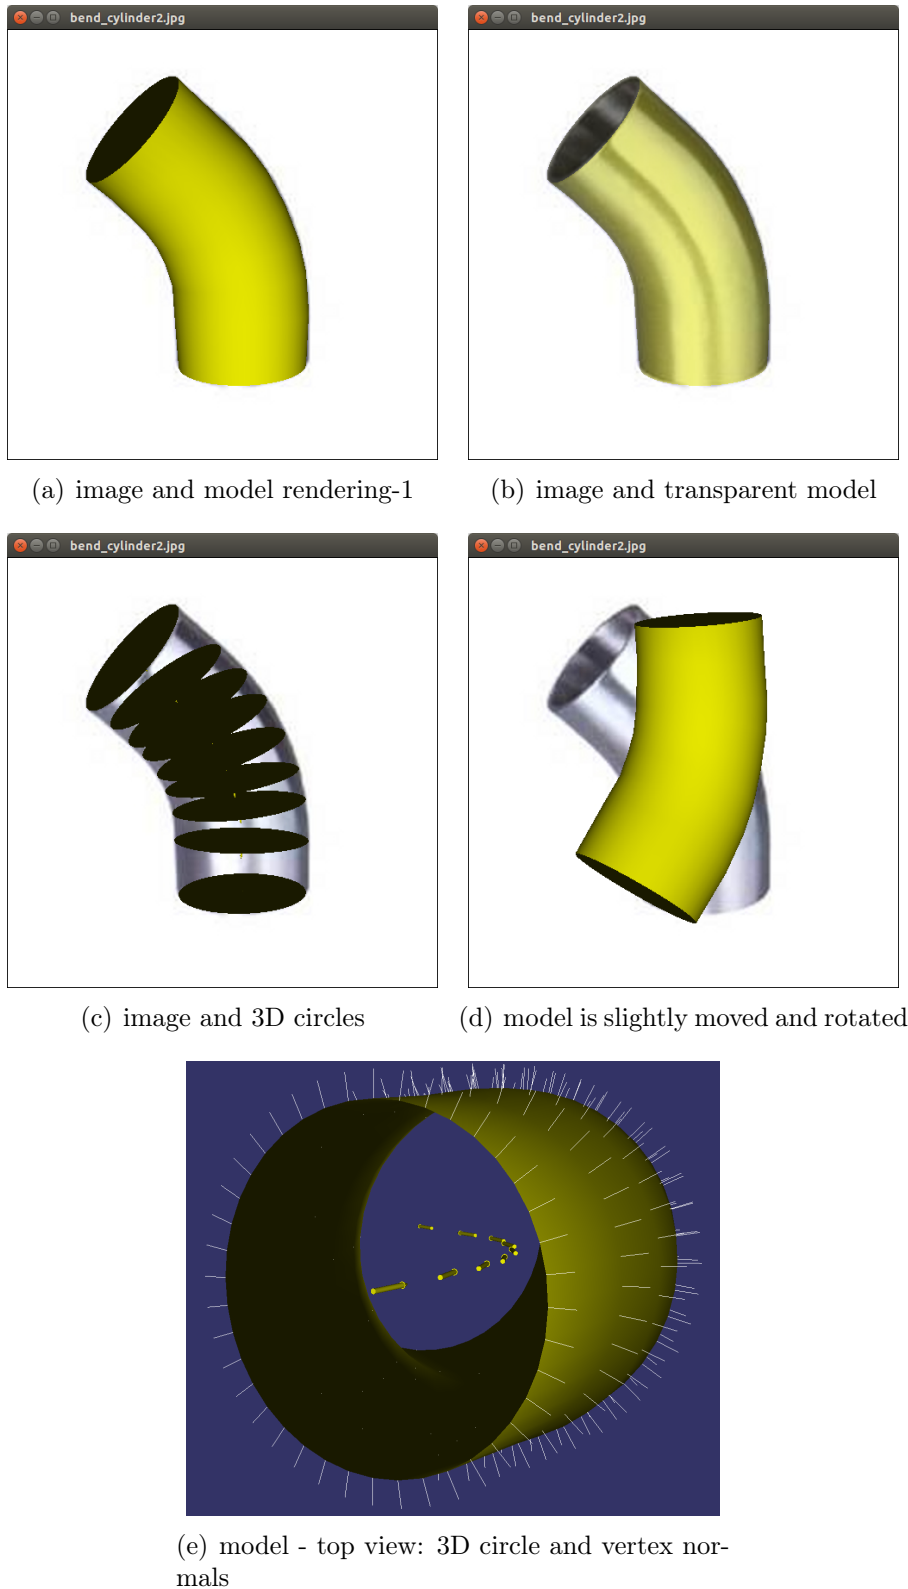 bend_cylinder2.jpg
bend_cylinder2.jpg
(a) image and model rendering-1
(b) image and transparent model
bend_cylinder2.jpg
bend_cylinder2.jpg
(c) image and 3D circles
(d) model is slightly moved and rotated
(e) model - top view: 3D circle and vertex nor-
mals